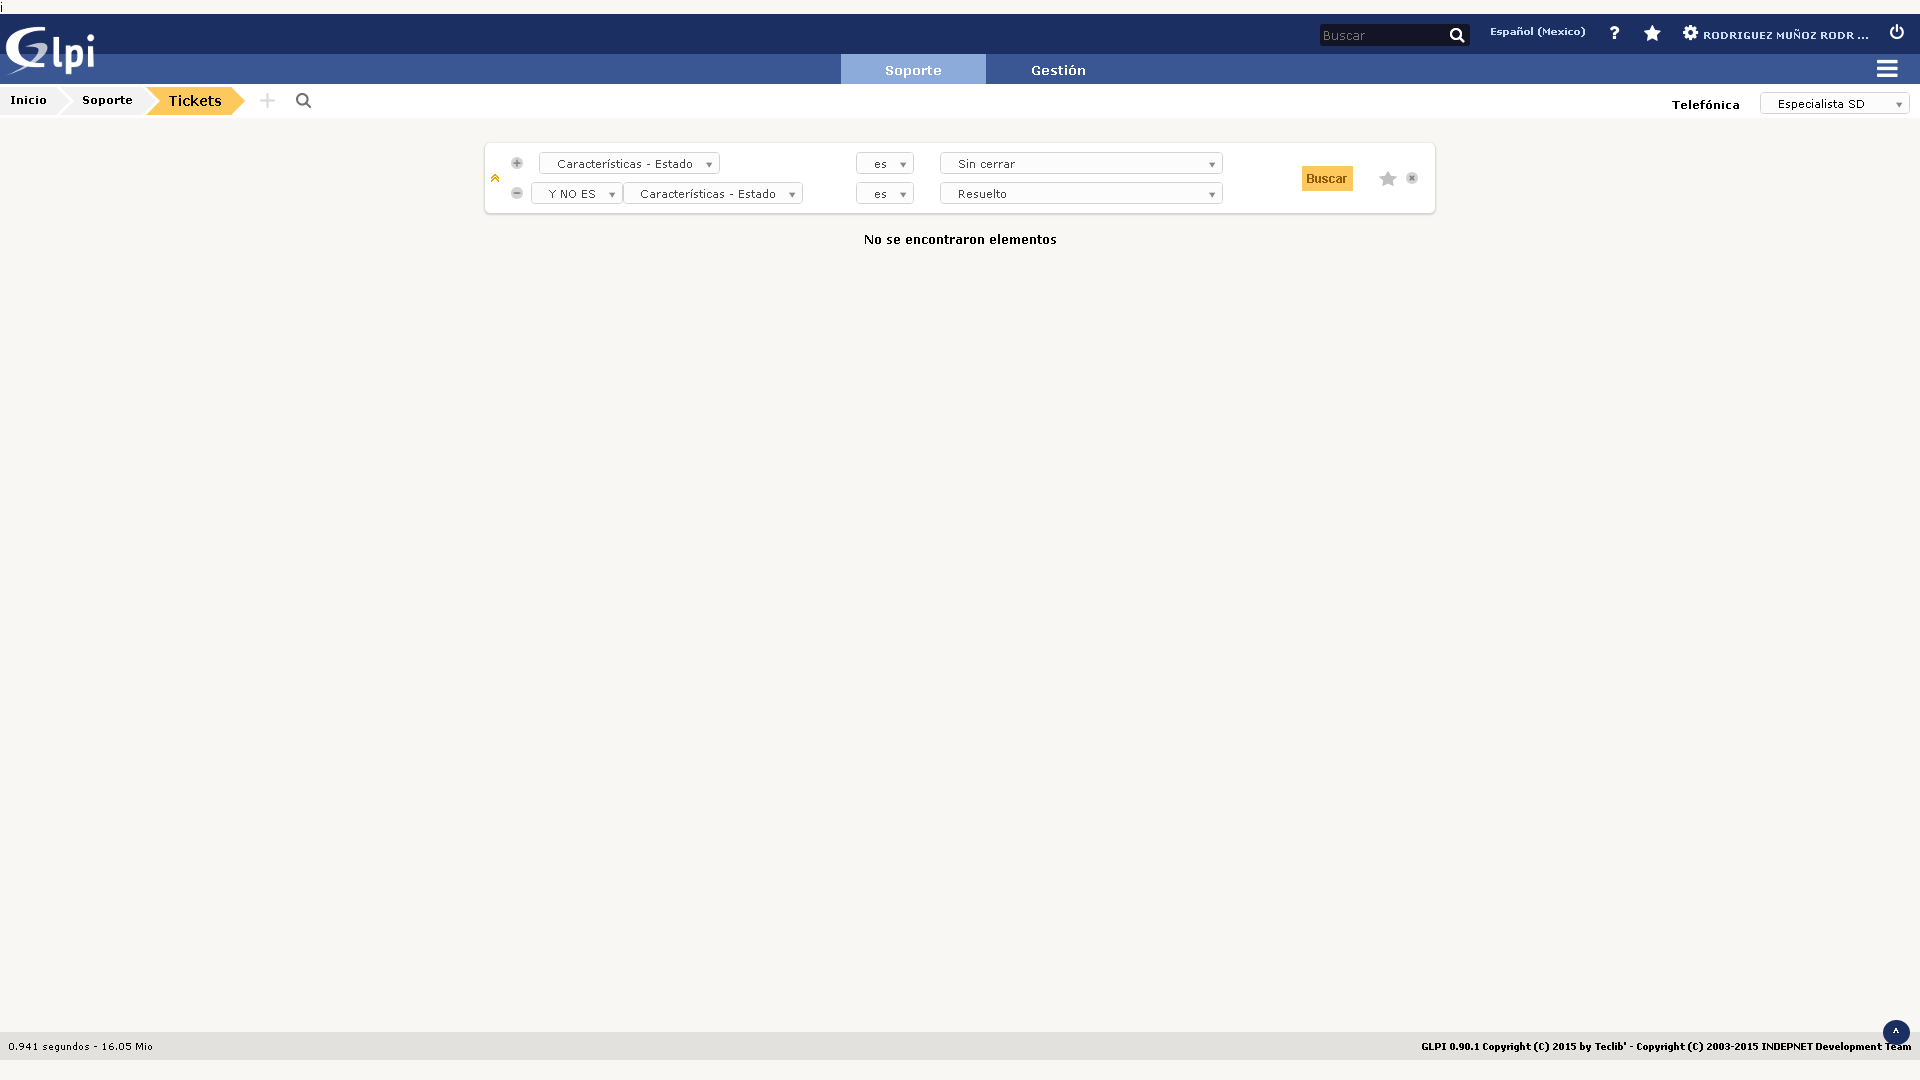 i
Glpi
Buscar
Español (Mexico)
?
RODRIGUEZ MUÑOZ RODR ...
Soporte
Gestión
Inicio
Soporte
Tickets
Telefónica
Especialista SD
Características - Estado
es
Sin cerrar
Y NO ES
Características - Estado
es
Resuelto
Buscar
No se encontraron elementos
^
0.941 segundos - 16.05 Mio
GLPI 0.90.1 Copyright (C) 2015 by Teclib' - Copyright (C) 2003-2015 INDEPNET Development Team